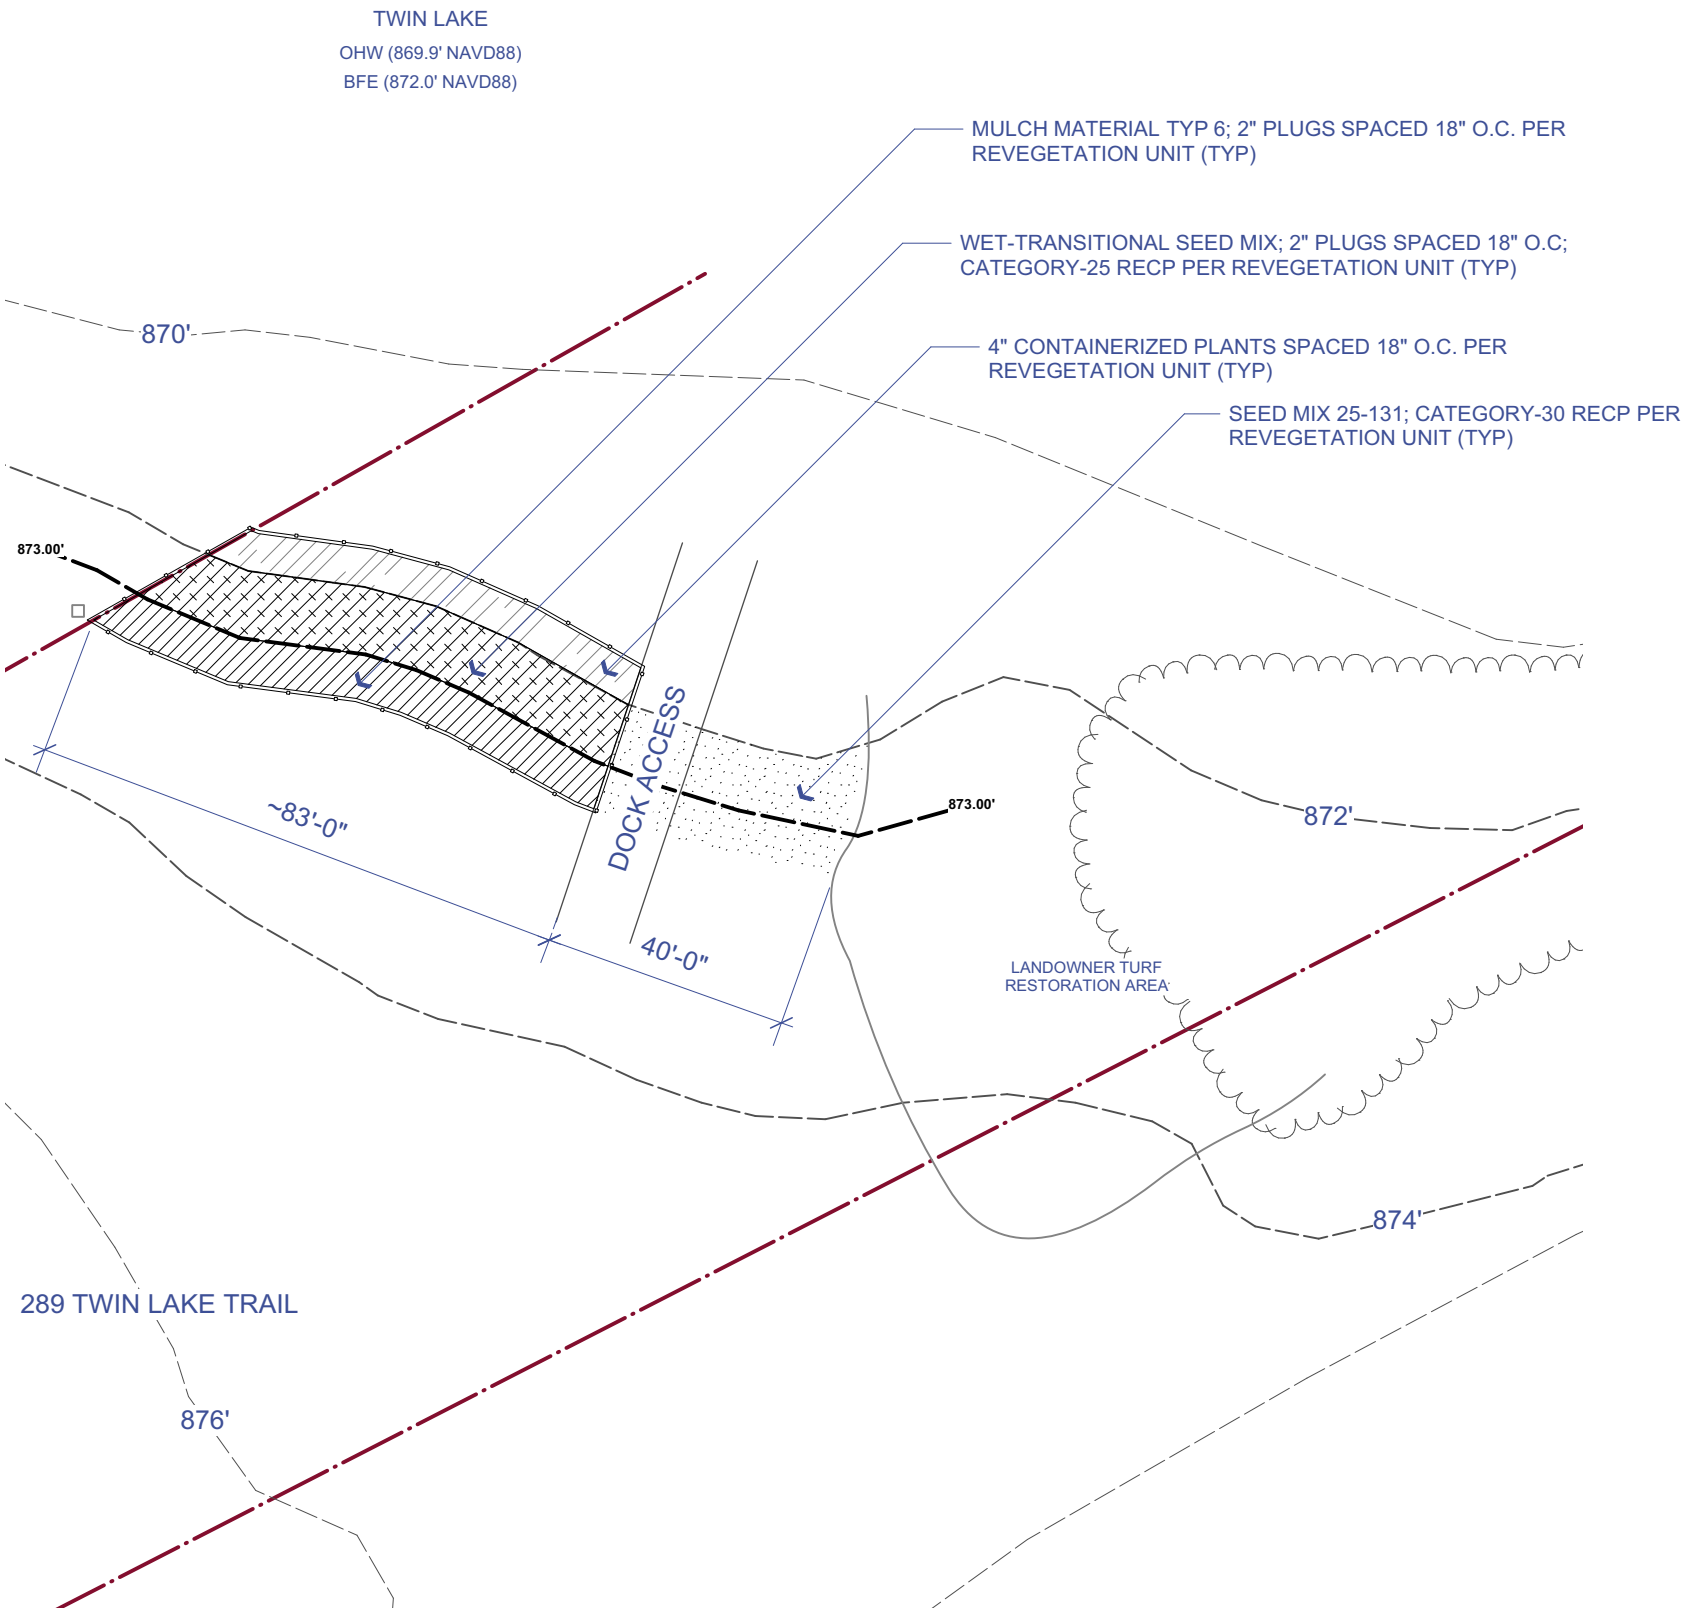 TWIN LAKE
OHW (869.9' NAVD88)
BFE (872.0' NAVD88)
MULCH MATERIAL TYP 6; 2" PLUGS SPACED 18" O.C. PER
REVEGETATION UNIT (TYP)
WET-TRANSITIONAL SEED MIX; 2" PLUGS SPACED 18" O.C;
CATEGORY-25 RECP PER REVEGETATION UNIT (TYP)
4" CONTAINERIZED PLANTS SPACED 18" O.C. PER
REVEGETATION UNIT (TYP)
SEED MIX 25-131; CATEGORY-30 RECP PER
REVEGETATION UNIT (TYP)
870'
873.00'
DOCK ACCESS
873.00'
872'
~83'-0"
40'-0"
LANDOWNER TURF
RESTORATION AREA
874'
289 TWIN LAKE TRAIL
876'